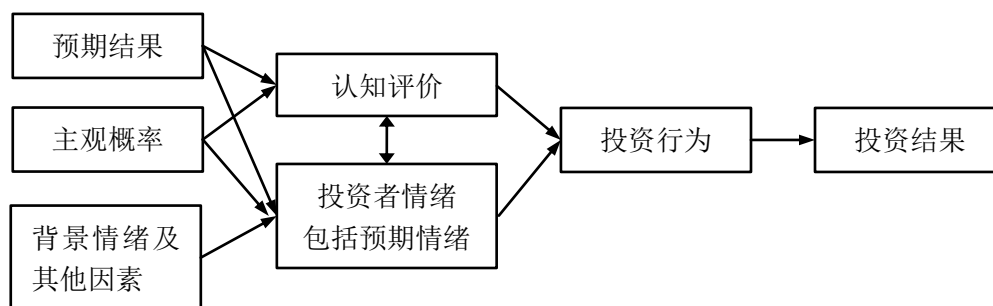 预期结果
主观概率
背景情绪及
其他因素
认知评价
投资者情绪
包括预期情绪
投资行为
投资结果